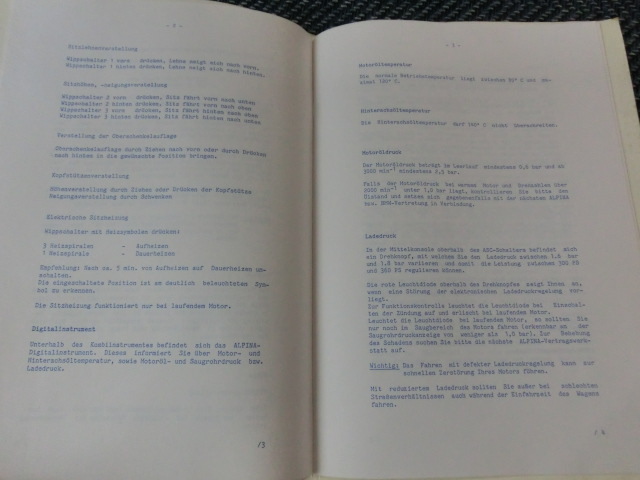 - 2 -
Sitzlehnenverstellung
Wippschalter 1 vorn drücken, Lehne neigt sich nach vorn.
Wippschalter 1 hinten drücken, Lehne neigt sich nach hinten.
Sitzhöhen, -neigungsverstellung
Wippschalter 2 vorn drücken, Sitz fährt vorn nach unten
Wippschalter 2 hinten drücken, Sitz fährt vorn nach oben
Wippschalter 3 vorn drücken, Sitz fährt hinten nach oben
Wippschalter 3 hinten drücken, Sitz fährt hinten nach unten
Verstellung der Oberschenkelauflage
Oberschenkelauflage durch Ziehen nach vorn oder durch Drücken
nach hinten in die gewünschte Position bringen.
Kopfstützenverstellung
Höhenverstellung durch Ziehen oder Drücken der Kopfstütze
Neigungsverstellung durch Schwenken
Elektrische Sitzheizung
Wippschalter mit Heizsymbolen drücken:
3 Heizspiralen - Aufheizen
1 Heizspirale - Dauerheizen
Empfehlung: Nach ca. 5 min. von Aufheizen auf Dauerheizen um-
schalten.
Die eingeschaltete Position ist am deutlich beleuchteten Sym-
bol zu erkennen.
Die Sitzheizung funktioniert nur bei laufendem Motor.
Digitalinstrument
Unterhalb des Kombiinstrumentes befindet sich das ALPINA-
Digitalinstrument. Dieses informiert Sie über Motor- und
Hinterachsöltemperatur, sowie Motoröl- und Saugrohrdruck bzw.
Ladedruck.
/3
- 3 -
Motoröltemperatur
Die normale Betriebstemperatur liegt zwischen C und ma-
ximal C.
Hinterachsöltemperatur
Die Hinterachsöltemperatur darf C nicht überschreiten.
Motoröldruck
Der Motoröldruck beträgt im Leerlauf mindestens bar und ab
mindestens bar.
Falls der Motoröldruck bei warmem Motor und Drehzahlen über
unter bar liegt, kontrollieren Sie bitte den
Ölstand und setzen sich gegebenenfalls mit der nächsten ALPINA
bzw. BMW-Vertretung in Verbindung.
Ladedruck
In der Mittelkonsole oberhalb des ABC-Schalters befindet sich
ein Drehknopf, mit welchem Sie den Ladedruck zwischen bar
und bar variieren und somit die Leistung zwischen PS
und PS regulieren können.
Die rote Leuchtdiode oberhalb des Drehknopfes zeigt Ihnen an,
wenn eine Störung der elektronischen Ladedruckregelung vor-
liegt.
Zur Funktionskontrolle leuchtet die Leuchtdiode bei Einschal-
ten der Zündung auf und erlischt bei laufendem Motor.
Leuchtet die Leuchtdiode bei laufendem Motor, so sollten Sie
nur noch im Saugbereich des Motors fahren (erkennbar an der
Saugrohrdruckanzeige von weniger als bar). Zur Behebung
des Schadens suchen Sie bitte die nächste ALPINA-Vertragswerk-
statt auf.
Wichtig: Das Fahren mit defekter Ladedruckregelung kann zur
schnellen Zerstörung Ihres Motors führen.
Mit reduziertem Ladedruck sollten Sie außer bei schlechten
Straßenverhältnissen auch während der Einfahrzeit des Wagens
fahren.
/4